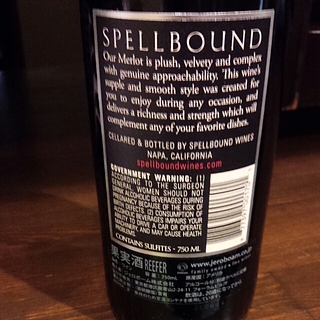 SPELLBOUND
Our Merlot is plush, velvety and complex
with genuine approachability. This wine's
supple and smooth style was created for
you to enjoy during any occasion, and
delivers a richness and strength which will
complement any of your favorite dishes.
CELLARED & BOTTLED BY SPELLBOUND WINES
NAPA, CALIFORNIA
spellboundwines.com
GOVERNMENT WARNING: (1)
ACCORDING TO THE SURGEON
GENERAL, WOMEN SHOULD NOT
DRINK ALCOHOLIC BEVERAGES DURING
PREGNANCY BECAUSE OF THE RISK OF
BIRTH DEFECTS. (2) CONSUMPTION OF
ALCOHOLIC BEVERAGES IMPAIRS YOUR
ABILITY TO DRIVE A CAR OR OPERATE
MACHINERY, AND MAY CAUSE HEALTH
CONTAINS SULFITES • 750 ML
果実酒 REEFER
www.jeroboam.co.jp
750mL